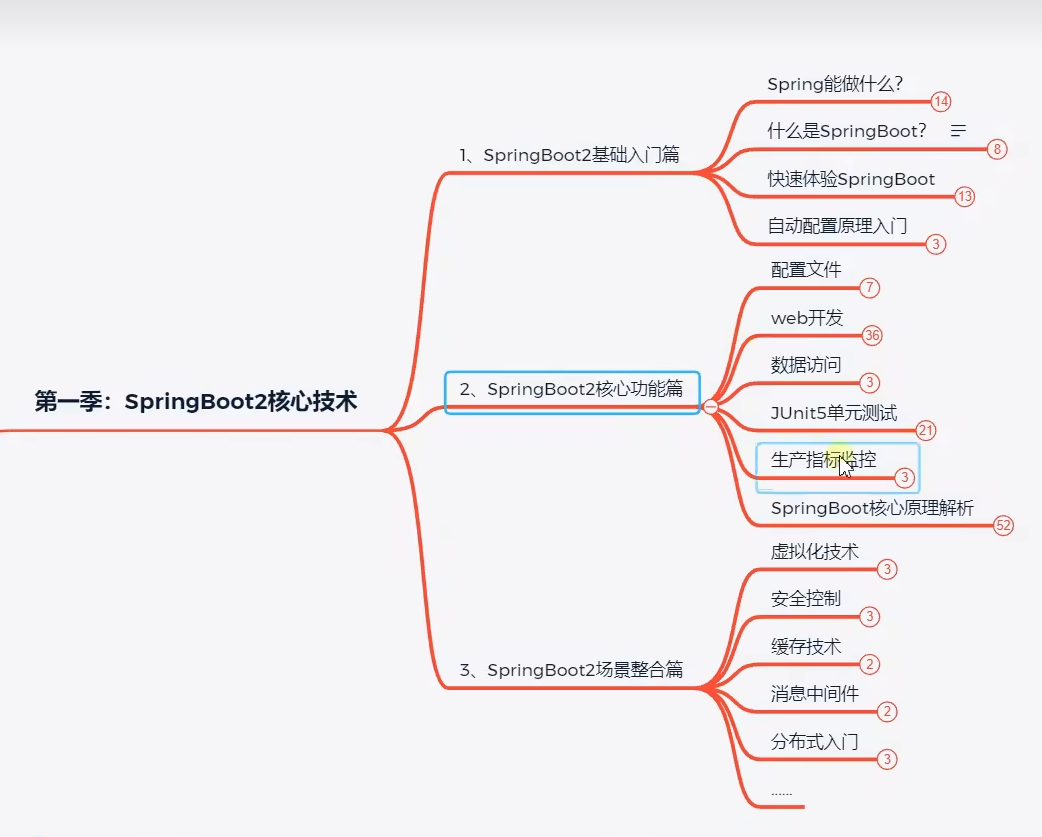 第一季：SpringBoot2核心技术
1、SpringBoot2基础入门篇
Spring能做什么？
14
什么是SpringBoot？
8
快速体验SpringBoot
13
自动配置原理入门
3
2、SpringBoot2核心功能篇
配置文件
7
web开发
36
数据访问
3
JUnit5单元测试
21
生产指标监控
3
SpringBoot核心原理解析
52
3、SpringBoot2场景整合篇
虚拟化技术
3
安全控制
3
缓存技术
2
消息中间件
2
分布式入门
3
......